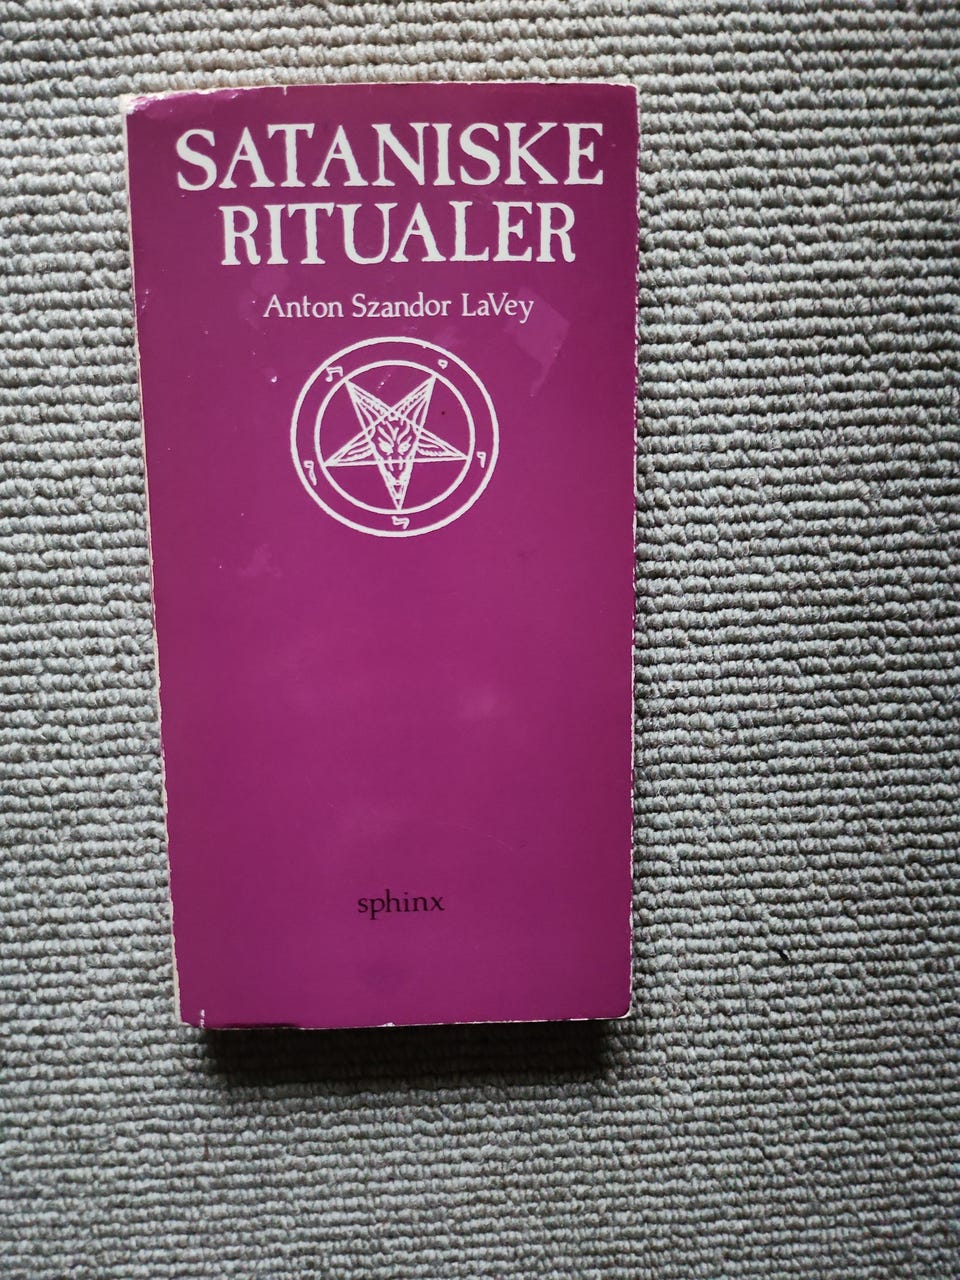 SATANISKE
RITUALER
Anton Szandor LaVey
sphinx